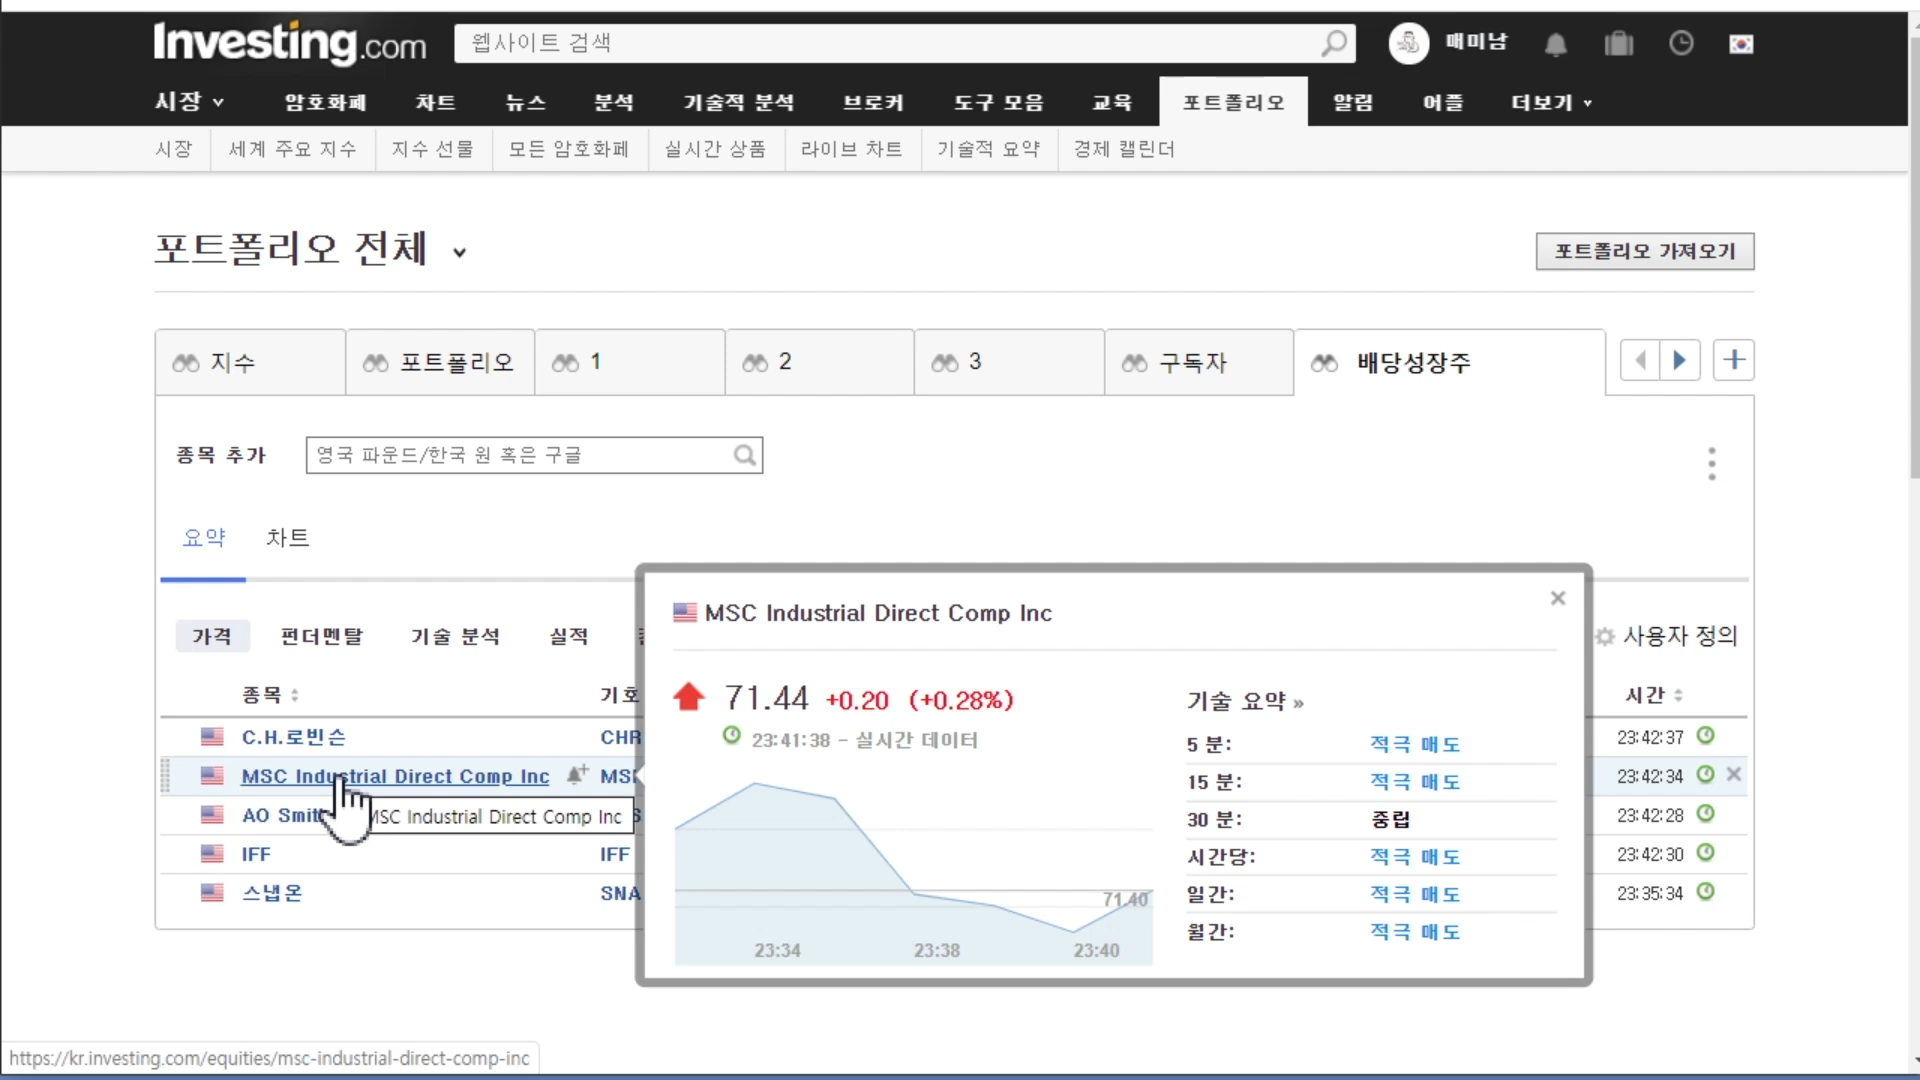 Investing.com
웹사이트 검색
매미남
시장 암호화폐 차트 뉴스 분석 기술적 분석 브로커 도구 모음 교육 포트폴리오 알림 어플 더보기
시장 세계 주요 지수 지수 선물 모든 암호화폐 실시간 상품 라이브 차트 기술적 요약 경제 캘린더
포트폴리오 전체
포트폴리오 가져오기
지수 포트폴리오 1 2 3 구독자 배당성장주
종목 추가 영국 파운드/한국 원 혹은 구글
요약 차트
가격 펀더멘탈 기술 분석 실적 사용자 정의
종목 기호 시간
C.H.로빈슨 CHR 23:42:37
MSC Industrial Direct Comp Inc MSI 23:42:34
AO Smit 23:42:28
MSC Industrial Direct Comp Inc
IFF IFF 23:42:30
스냅온 SNA 23:35:34
MSC Industrial Direct Comp Inc
71.44 +0.20 (+0.28%)
23:41:38 - 실시간 데이터
71.40
23:34 23:38 23:40
기술 요약 »
5 분: 적극 매도
15 분: 적극 매도
30 분: 중립
시간당: 적극 매도
일간: 적극 매도
월간: 적극 매도
https://kr.investing.com/equities/msc-industrial-direct-comp-inc